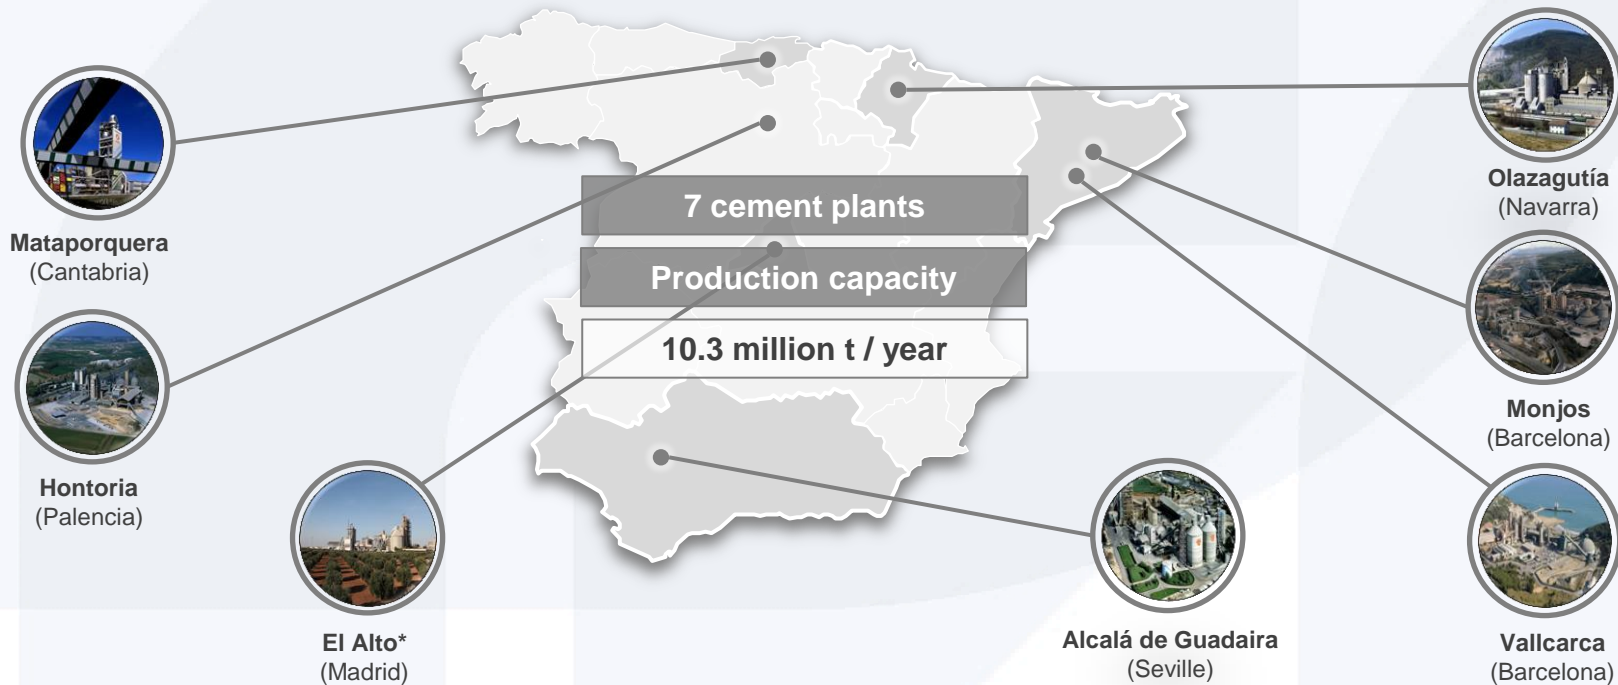 7 cement plants
Production capacity
10.3 million t / year
Mataporquera
(Cantabria)
Hontoria
(Palencia)
El Alto*
(Madrid)
Alcalá de Guadaira
(Seville)
Olazagutía
(Navarra)
Monjos
(Barcelona)
Vallcarca
(Barcelona)